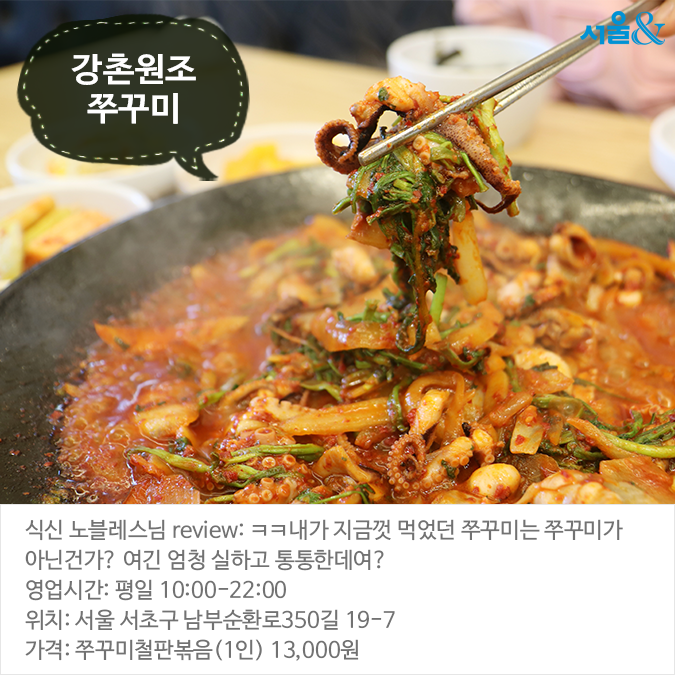 서울&
강촌원조
쭈꾸미
식신 노블레스님 review: ㅋㅋ내가 지금껏 먹었던 쭈꾸미는 쭈꾸미가
아닌건가? 여긴 엄청 실하고 통통한데여?
영업시간: 평일 10:00-22:00
위치: 서울 서초구 남부순환로350길 19-7
가격: 쭈꾸미철판볶음(1인) 13,000원